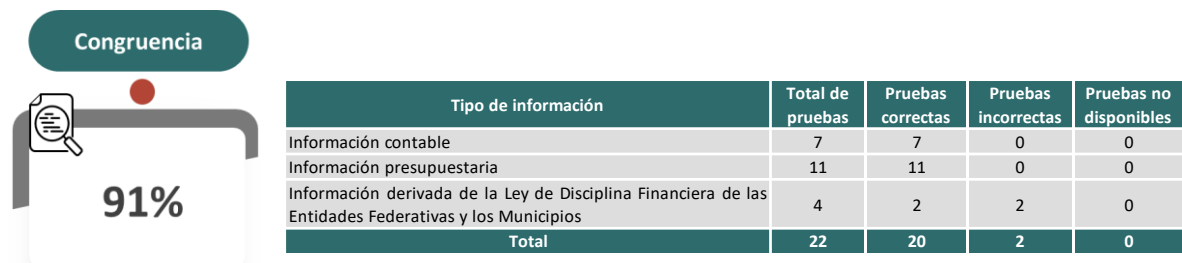 Congruencia
91%
Tipo de información
Total de
pruebas
Pruebas
correctas
Pruebas
incorrectas
Pruebas no
disponibles
Información contable 7 7 0 0
Información presupuestaria 11 11 0 0
Información derivada de la Ley de Disciplina Financiera de las
Entidades Federativas y los Municipios 4 2 2 0
Total 22 20 2 0